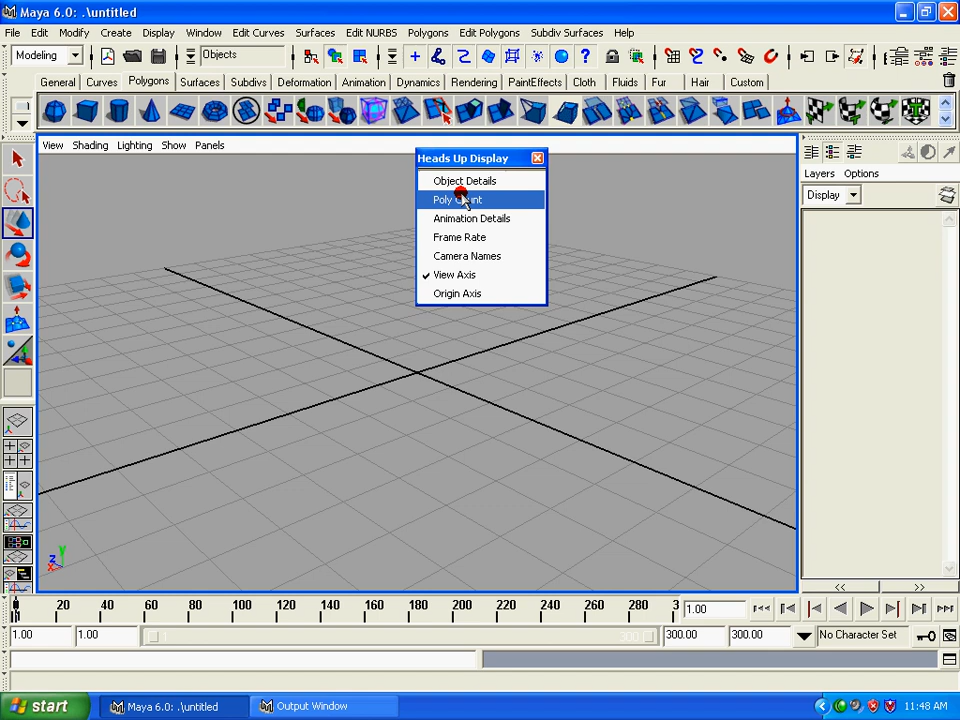 Maya 6.0: .\untitled
File Edit Modify Create Display Window Edit Curves Surfaces Edit NURBS Polygons Edit Polygons Subdiv Surfaces Help
Modeling Objects
General Curves Polygons Surfaces Subdivs Deformation Animation Dynamics Rendering PaintEffects Cloth Fluids Fur Hair Custom
View Shading Lighting Show Panels
Heads Up Display
Object Details
Poly Count
Animation Details
Frame Rate
Camera Names
View Axis
Origin Axis
Layers Options
Display
y
z
x
<< >>
20 40 60 80 100 120 140 160 180 200 220 240 260 280 3
1.00
1.00 1.00 1 300 300.00 300.00 No Character Set
start Maya 6.0: .\untitled Output Window 11:48 AM